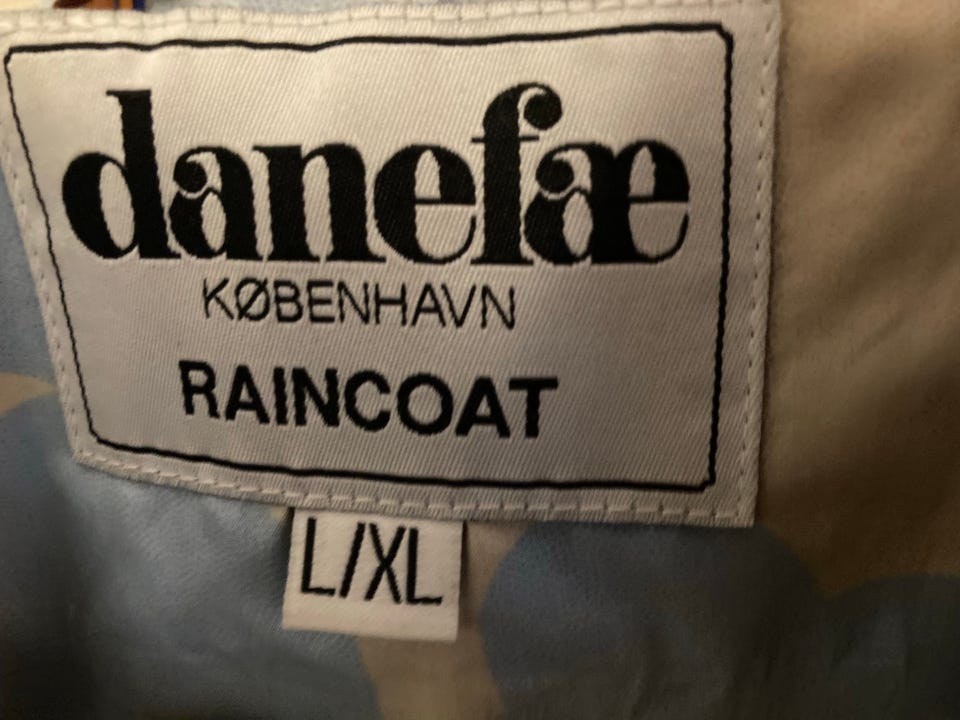 danefæ
KØBENHAVN
RAINCOAT
L/XL